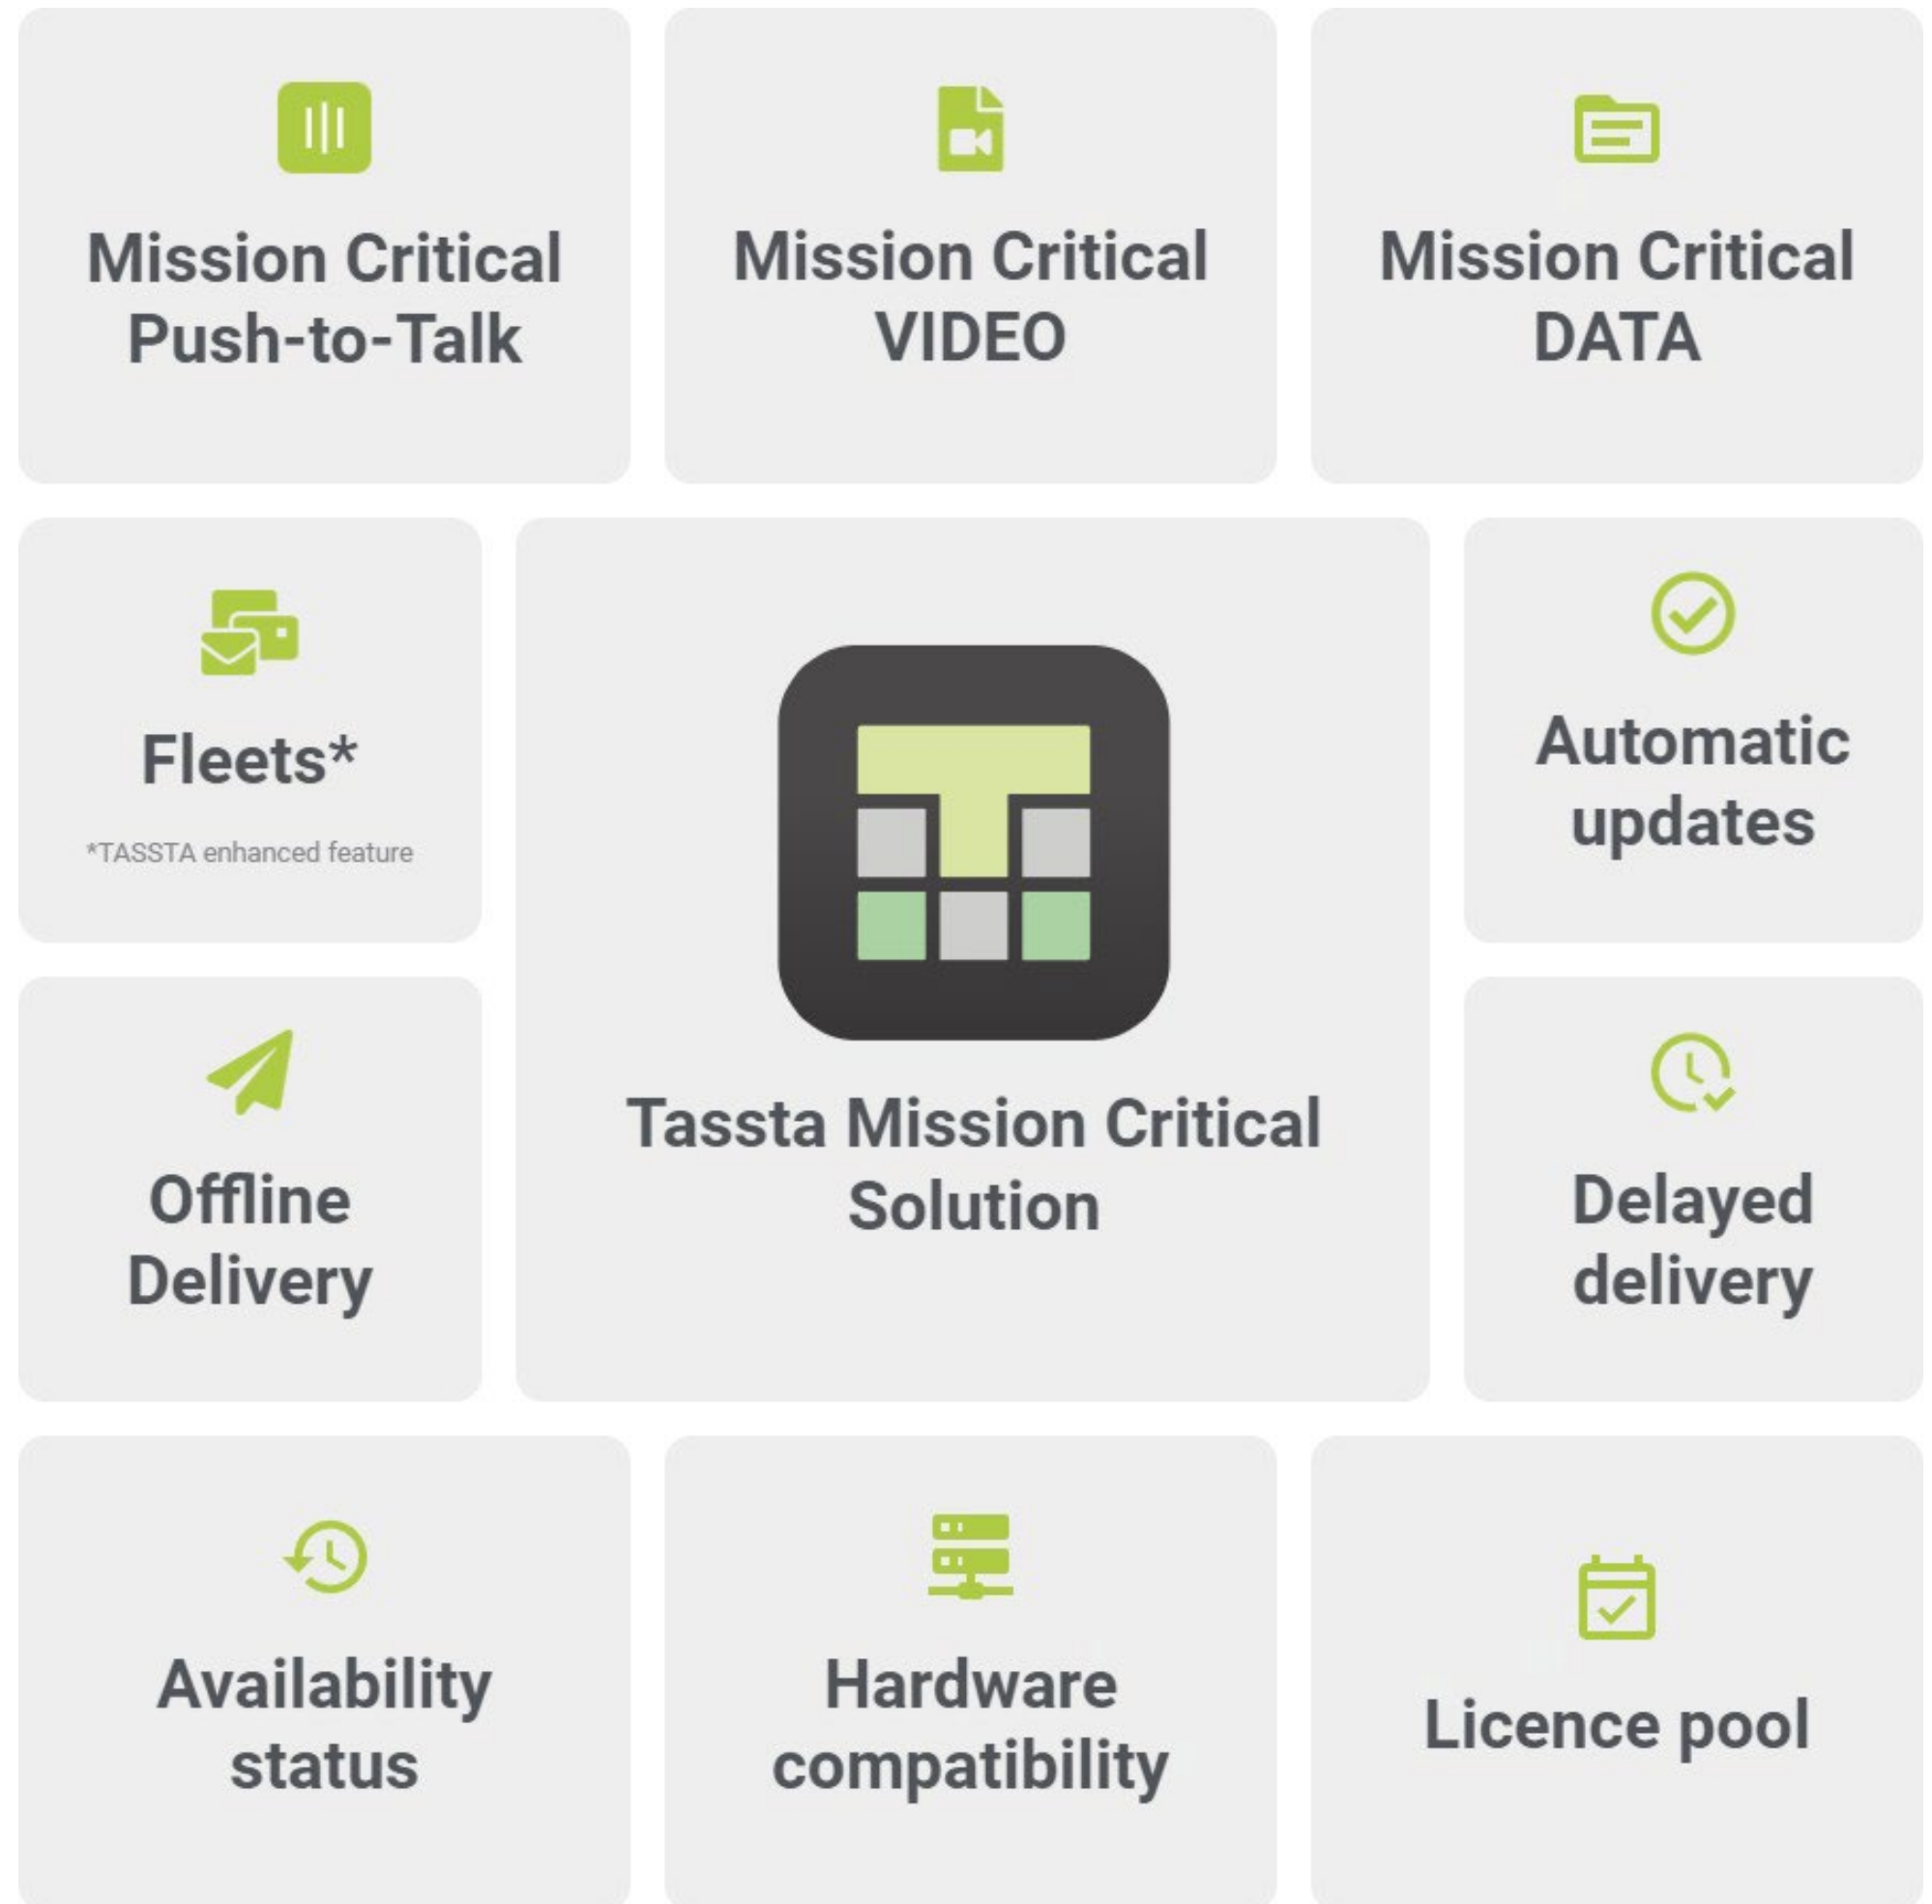 Mission Critical
Push-to-Talk
Mission Critical
VIDEO
Mission Critical
DATA
Fleets*
*TASSTA enhanced feature
Tassta Mission Critical
Solution
Automatic
updates
Offline
Delivery
Delayed
delivery
Availability
status
Hardware
compatibility
Licence pool